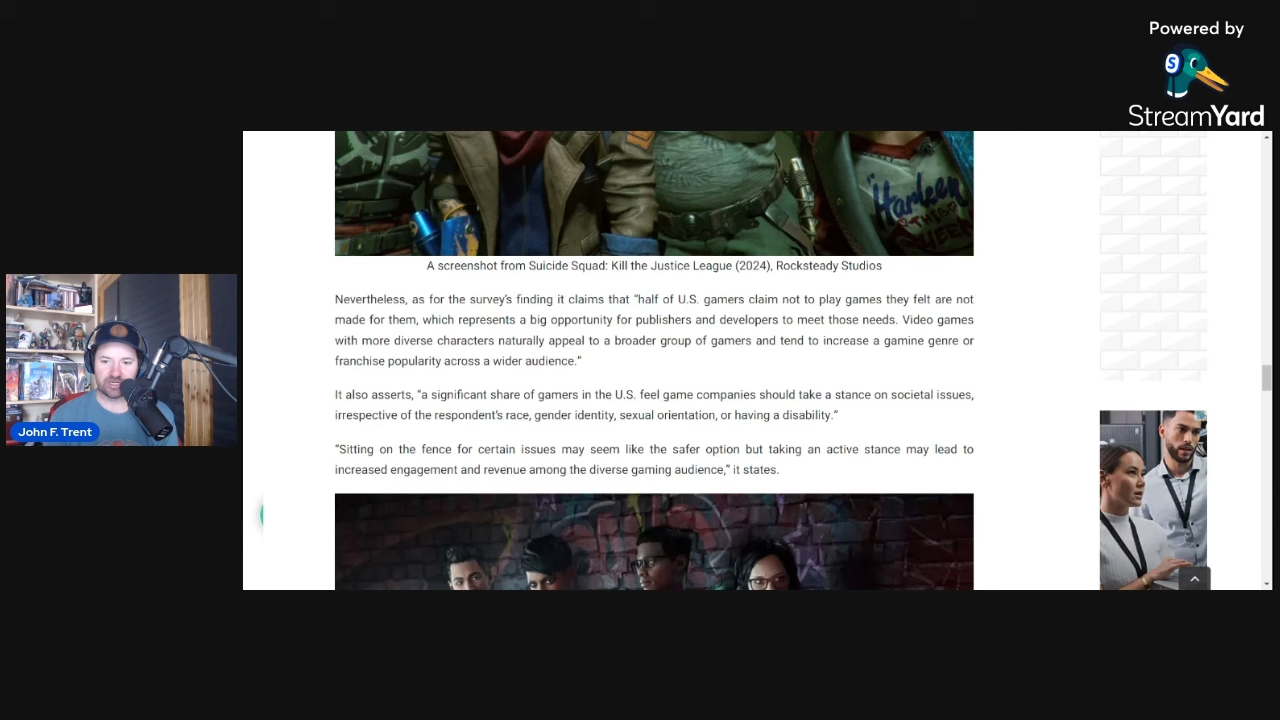 Powered by
StreamYard
"Harleen
THIS
QUEEN
A screenshot from Suicide Squad: Kill the Justice League (2024), Rocksteady Studios
Nevertheless, as for the survey's finding it claims that “half of U.S. gamers claim not to play games they felt are not
made for them, which represents a big opportunity for publishers and developers to meet those needs. Video games
with more diverse characters naturally appeal to a broader group of gamers and tend to increase a gamine genre or
franchise popularity across a wider audience.”
It also asserts, “a significant share of gamers in the U.S. feel game companies should take a stance on societal issues,
irrespective of the respondent's race, gender identity, sexual orientation, or having a disability.”
“Sitting on the fence for certain issues may seem like the safer option but taking an active stance may lead to
increased engagement and revenue among the diverse gaming audience,” it states.
John F. Trent